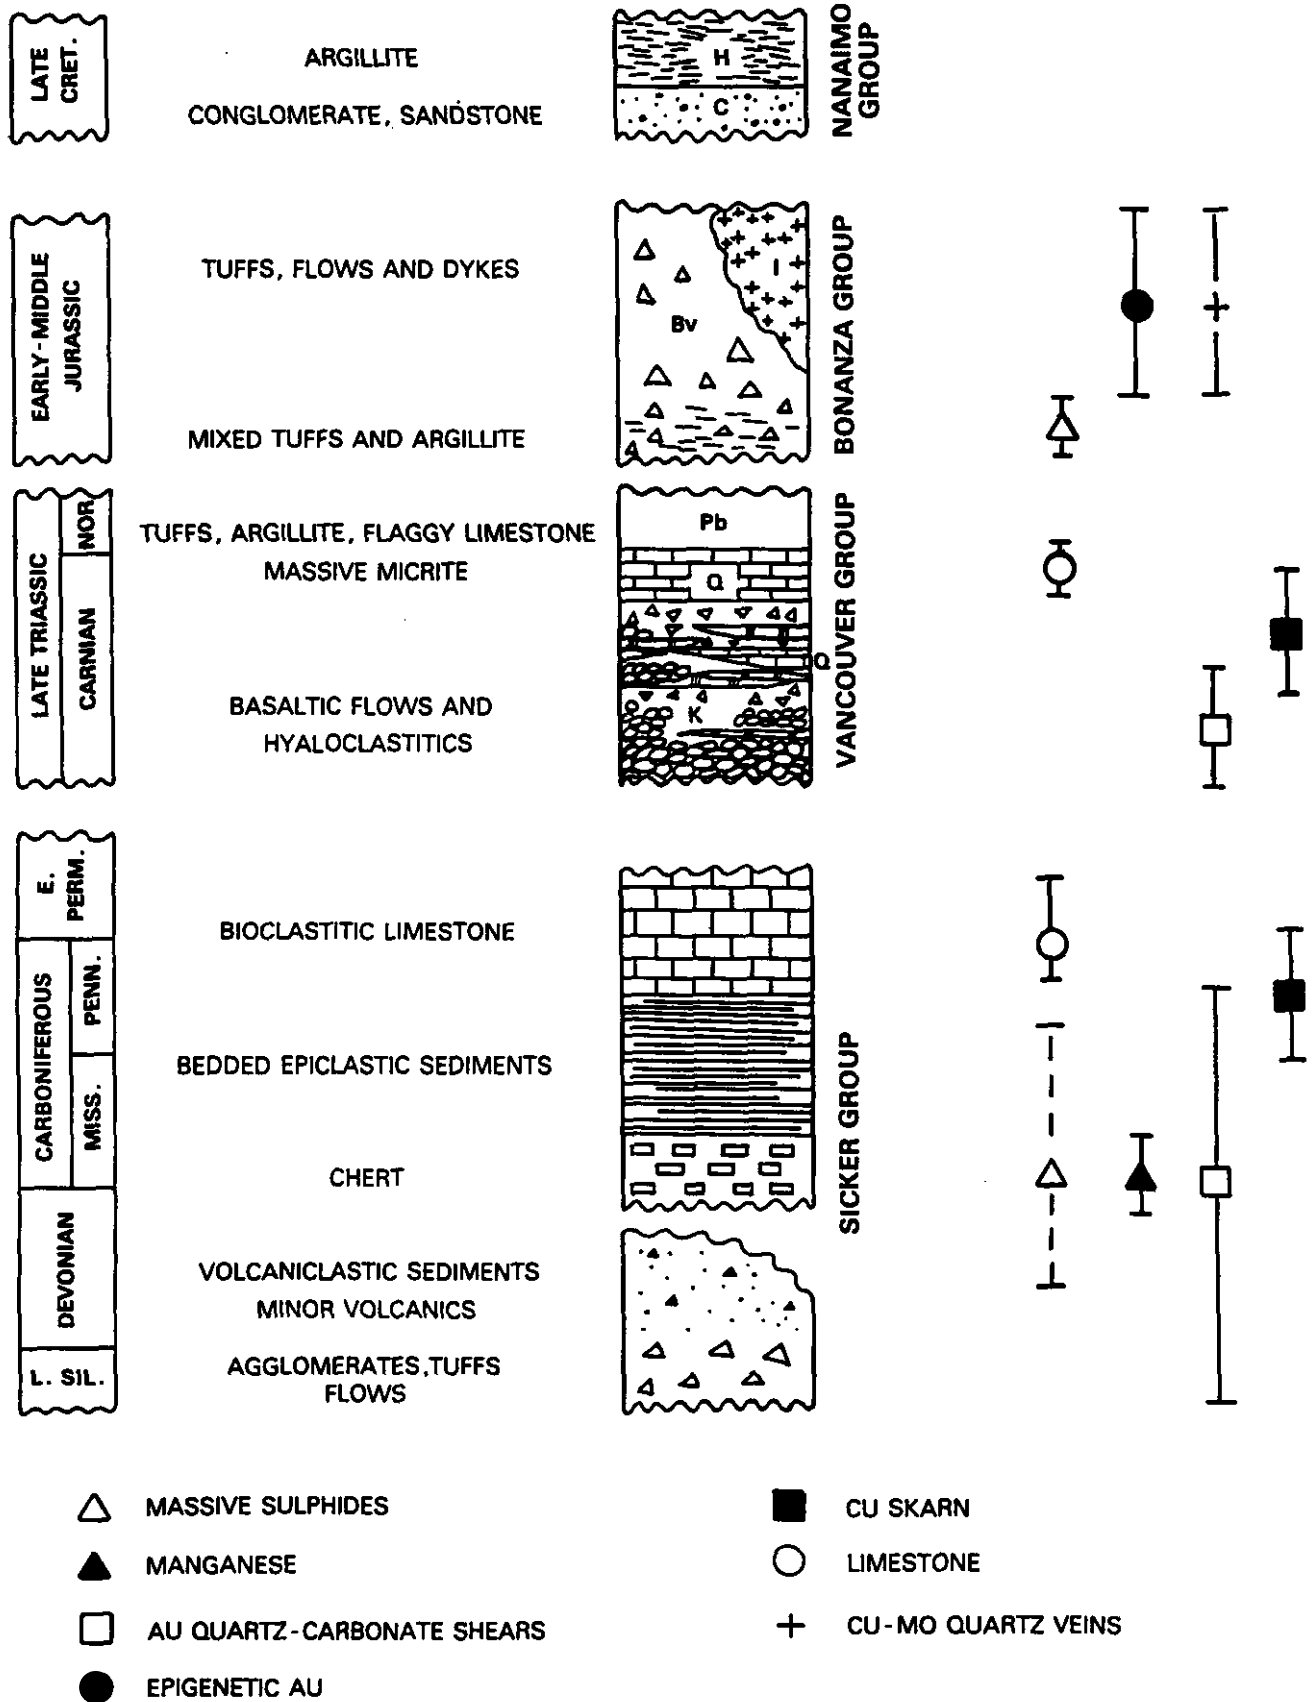 LATE
CRET.
ARGILLITE
CONGLOMERATE, SANDSTONE
H
C
NANAIMO
GROUP
EARLY-MIDDLE
JURASSIC
TUFFS, FLOWS AND DYKES
MIXED TUFFS AND ARGILLITE
I
Bv
BONANZA GROUP
LATE TRIASSIC
NOR
CARNIAN
TUFFS, ARGILLITE, FLAGGY LIMESTONE
MASSIVE MICRITE
BASALTIC FLOWS AND
HYALOCLASTITICS
Pb
Q
Q
K
VANCOUVER GROUP
E.
PERM.
CARBONIFEROUS
PENN.
MISS.
DEVONIAN
L. SIL.
BIOCLASTITIC LIMESTONE
BEDDED EPICLASTIC SEDIMENTS
CHERT
VOLCANICLASTIC SEDIMENTS
MINOR VOLCANICS
AGGLOMERATES,TUFFS
FLOWS
SICKER GROUP
MASSIVE SULPHIDES
MANGANESE
AU QUARTZ-CARBONATE SHEARS
EPIGENETIC AU
CU SKARN
LIMESTONE
CU-MO QUARTZ VEINS